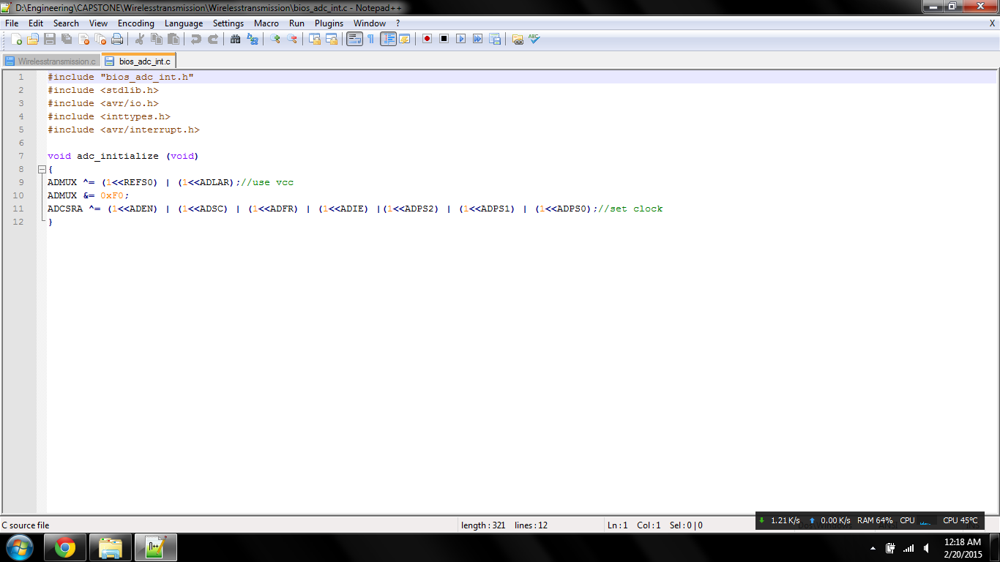 D:\Engineering\CAPSTONE\Wirelesstransmission\Wirelesstransmission\bios_adc_int.c - Notepad++
File Edit Search View Encoding Language Settings Macro Run Plugins Window ? X
Wirelesstransmission.c bios_adc_int.c
1 #include "bios_adc_int.h"
2 #include <stdlib.h>
3 #include <avr/io.h>
4 #include <inttypes.h>
5 #include <avr/interrupt.h>
6
7 void adc_initialize (void)
8 {
9 ADMUX ^= (1<<REFS0) | (1<<ADLAR);//use vcc
10 ADMUX &= 0xF0;
11 ADCSRA ^= (1<<ADEN) | (1<<ADSC) | (1<<ADFR) | (1<<ADIE) |(1<<ADPS2) | (1<<ADPS1) | (1<<ADPS0);//set clock
12 }
C source file length : 321 lines : 12 Ln : 1 Col : 1 Sel : 0 | 0
1.21 K/s 0.00 K/s RAM 64% CPU CPU 45°C
12:18 AM
2/20/2015